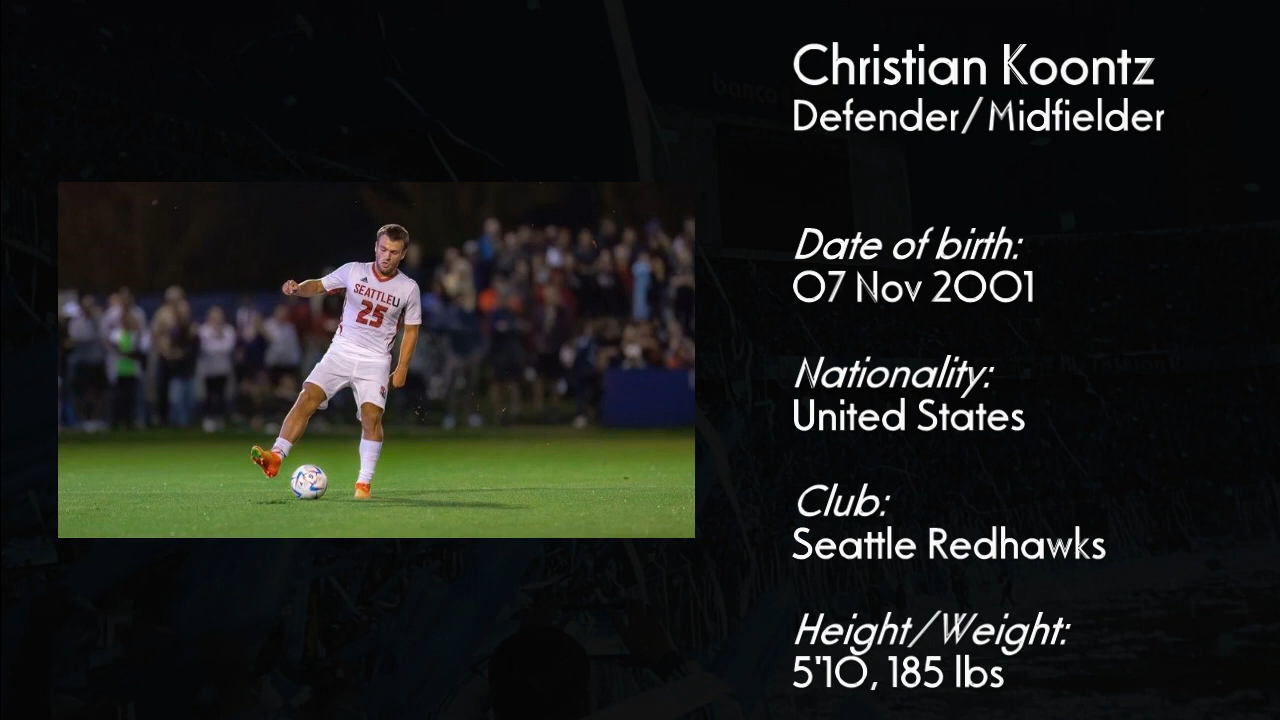 Christian Koontz
Defender/Midfielder
SEATTLEU
25
Date of birth:
07 Nov 2001
Nationality:
United States
Club:
Seattle Redhawks
Height/Weight:
5'10, 185 lbs